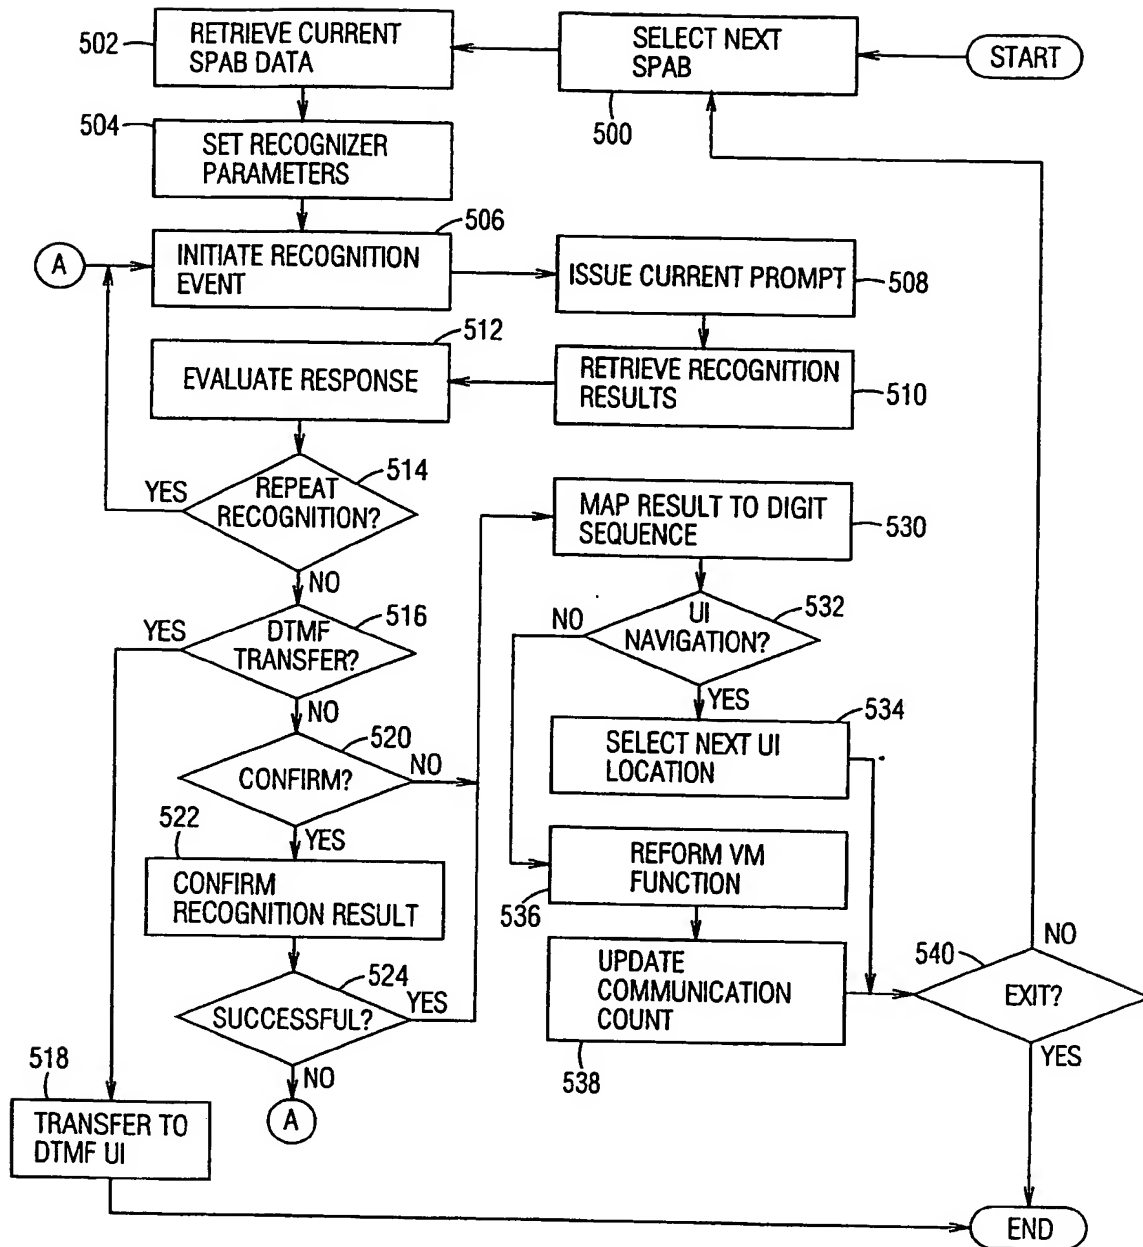 502
RETRIEVE CURRENT
SPAB DATA
SELECT NEXT
SPAB
500
START
504
SET RECOGNIZER
PARAMETERS
506
A
INITIATE RECOGNITION
EVENT
ISSUE CURRENT PROMPT
508
512
EVALUATE RESPONSE
RETRIEVE RECOGNITION
RESULTS
510
YES
REPEAT
RECOGNITION?
514
NO
MAP RESULT TO DIGIT
SEQUENCE
530
YES
DTMF
TRANSFER?
516
NO
NO
UI
NAVIGATION?
532
YES
CONFIRM?
520
NO
YES
SELECT NEXT UI
LOCATION
534
522
CONFIRM
RECOGNITION RESULT
REFORM VM
FUNCTION
536
SUCCESSFUL?
524
YES
NO
UPDATE
COMMUNICATION
COUNT
538
540
NO
EXIT?
YES
518
TRANSFER TO
DTMF UI
A
END